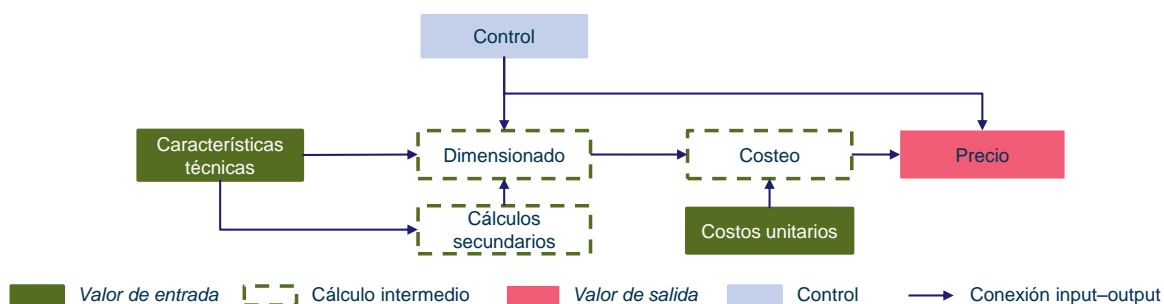 Control
Características
técnicas
Dimensionado
Costeo
Precio
Cálculos
secundarios
Costos unitarios
Valor de entrada
Cálculo intermedio
Valor de salida
Control
Conexión input–output